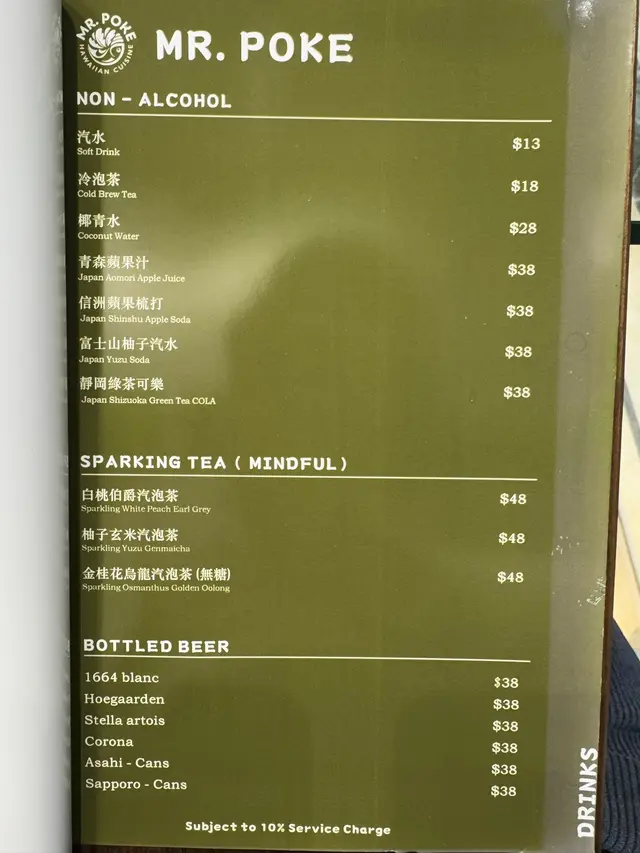 MR. POKE
HAWAIIAN CUISINE
MR. POKE
NON - ALCOHOL
汽水 $13
Soft Drink
冷泡茶 $18
Cold Brew Tea
椰青水 $28
Coconut Water
青森蘋果汁 $38
Japan Aomori Apple Juice
信洲蘋果梳打 $38
Japan Shinshu Apple Soda
富士山柚子汽水 $38
Japan Yuzu Soda
靜岡綠茶可樂 $38
Japan Shizuoka Green Tea COLA
SPARKING TEA ( MINDFUL )
白桃伯爵汽泡茶 $48
Sparkling White Peach Earl Grey
柚子玄米汽泡茶 $48
Sparkling Yuzu Genmaicha
金桂花烏龍汽泡茶 (無糖) $48
Sparkling Osmanthus Golden Oolong
BOTTLED BEER
1664 blanc $38
Hoegaarden $38
Stella artois $38
Corona $38
Asahi - Cans $38
Sapporo - Cans $38
Subject to 10% Service Charge
DRINKS